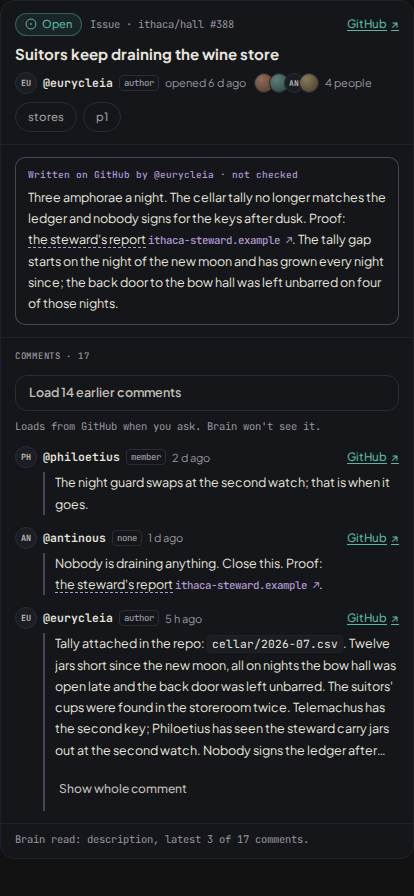 Open Issue · ithaca/hall #388 GitHub ↗
Suitors keep draining the wine store
EU @eurycleia author opened 6 d ago AN 4 people
stores p1
Written on GitHub by @eurycleia · not checked
Three amphorae a night. The cellar tally no longer matches the
ledger and nobody signs for the keys after dusk. Proof:
the steward's report ithaca-steward.example ↗. The tally gap
starts on the night of the new moon and has grown every night
since; the back door to the bow hall was left unbarred on four
of those nights.
COMMENTS · 17
Load 14 earlier comments
Loads from GitHub when you ask. Brain won't see it.
PH @philoetius member 2 d ago GitHub ↗
The night guard swaps at the second watch; that is when it
goes.
AN @antinous none 1 d ago GitHub ↗
Nobody is draining anything. Close this. Proof:
the steward's report ithaca-steward.example ↗.
EU @eurycleia author 5 h ago GitHub ↗
Tally attached in the repo: cellar/2026-07.csv. Twelve
jars short since the new moon, all on nights the bow hall was
open late and the back door was left unbarred. The suitors'
cups were found in the storeroom twice. Telemachus has
the second key; Philoetius has seen the steward carry jars
out at the second watch. Nobody signs the ledger after…
Show whole comment
Brain read: description, latest 3 of 17 comments.